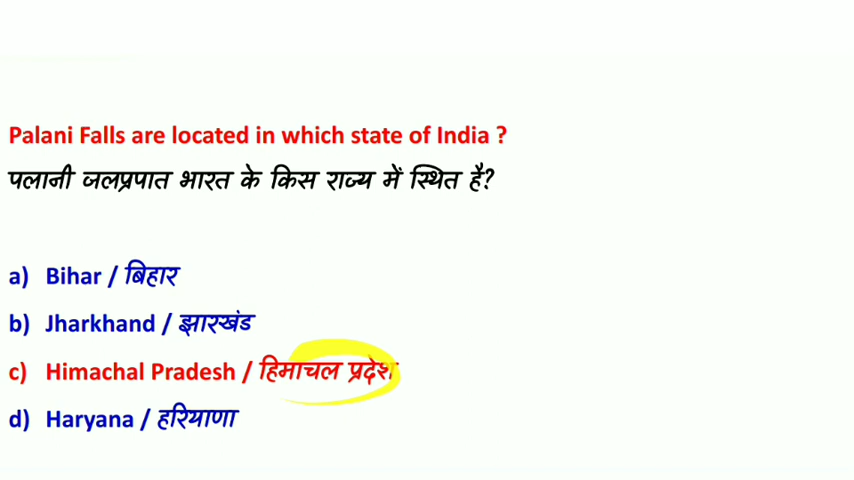 Palani Falls are located in which state of India ?
पलानी जलप्रपात भारत के किस राज्य में स्थित है?
a) Bihar / बिहार
b) Jharkhand / झारखंड
c) Himachal Pradesh / हिमाचल प्रदेश
d) Haryana / हरियाणा